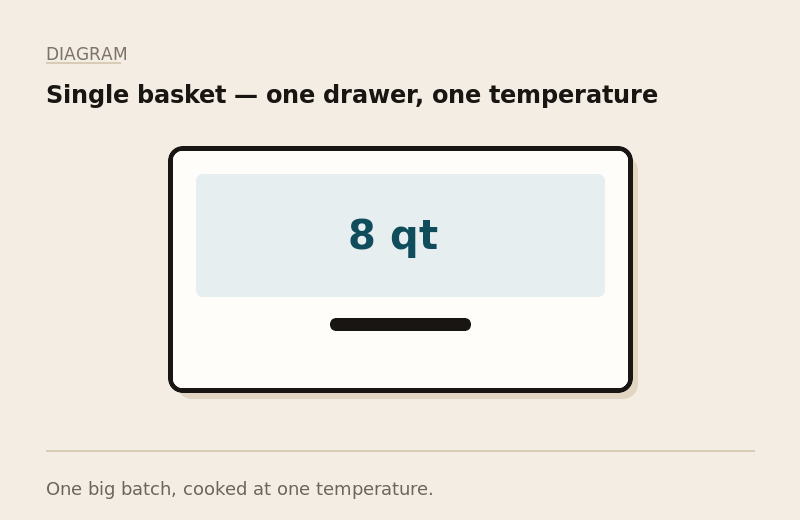 DIAGRAM
Single basket — one drawer, one temperature
8 qt
One big batch, cooked at one temperature.